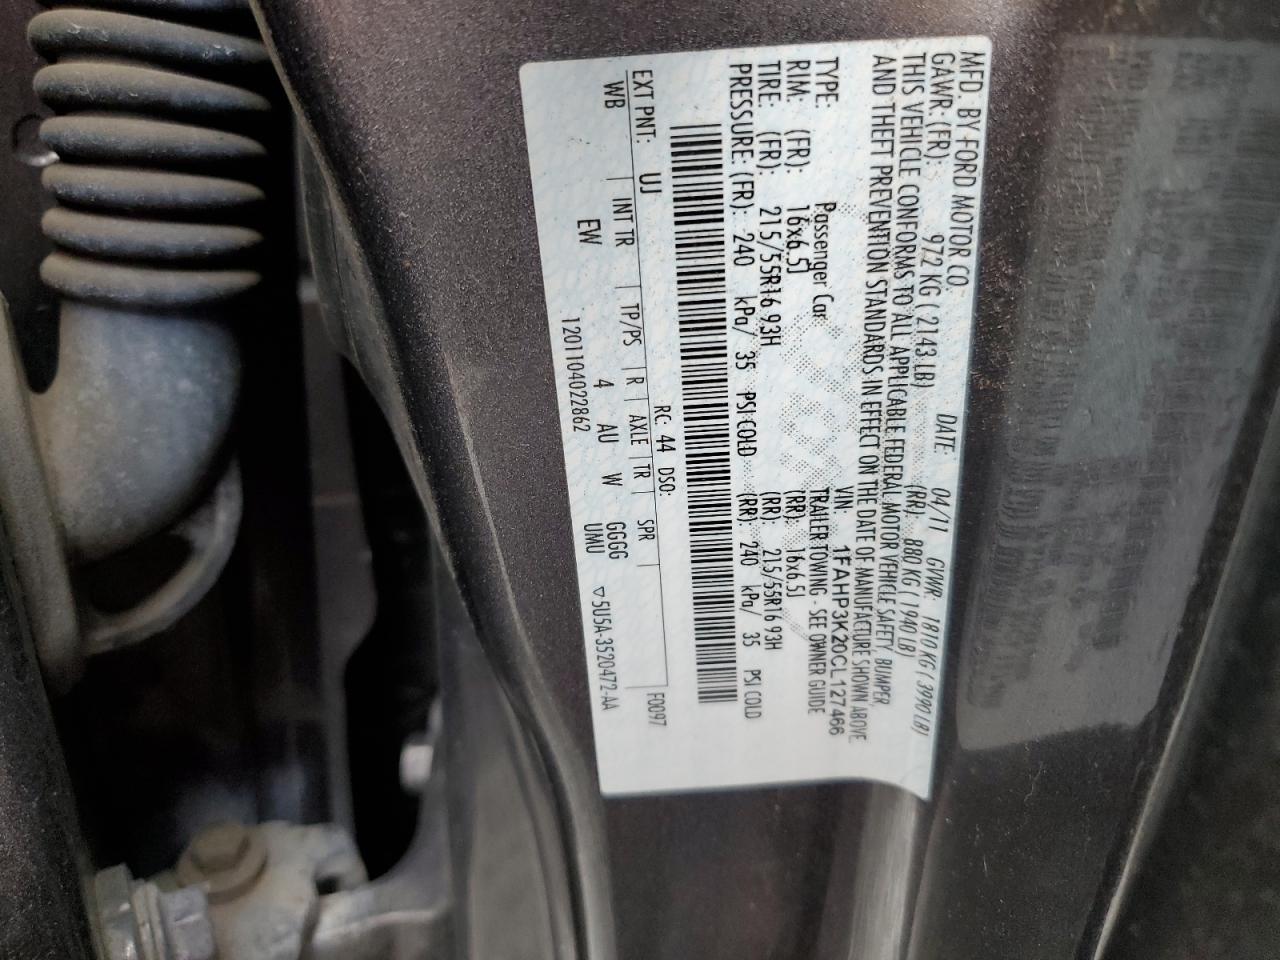 MFD. BY FORD MOTOR CO.
DATE: 04/11 GVWR: 1810 KG ( 3990 LB)
GAWR: (FR): 972 KG ( 2143 LB) (RR): 880 KG ( 1940 LB)
THIS VEHICLE CONFORMS TO ALL APPLICABLE FEDERAL MOTOR VEHICLE SAFETY, BUMPER,
AND THEFT PREVENTION STANDARDS IN EFFECT ON THE DATE OF MANUFACTURE SHOWN ABOVE.
VIN: 1FAHP3K20CL127466
TYPE: Passenger Car TRAILER TOWING - SEE OWNER GUIDE
RIM: (FR): 16x6.5J (RR): 16x6.5J
TIRE: (FR): 215/55R16 93H (RR): 215/55R16 93H
PRESSURE: (FR): 240 kPa/ 35 PSI COLD (RR): 240 kPa/ 35 PSI COLD
RC: 44 DSO: F0097
EXT PNT: UJ
WB | INT TR | TP/PS | R | AXLE | TR | SPR |
EW 4 AU W GGGG
1201104022862 UMU ▽5U5A-3520472-AA